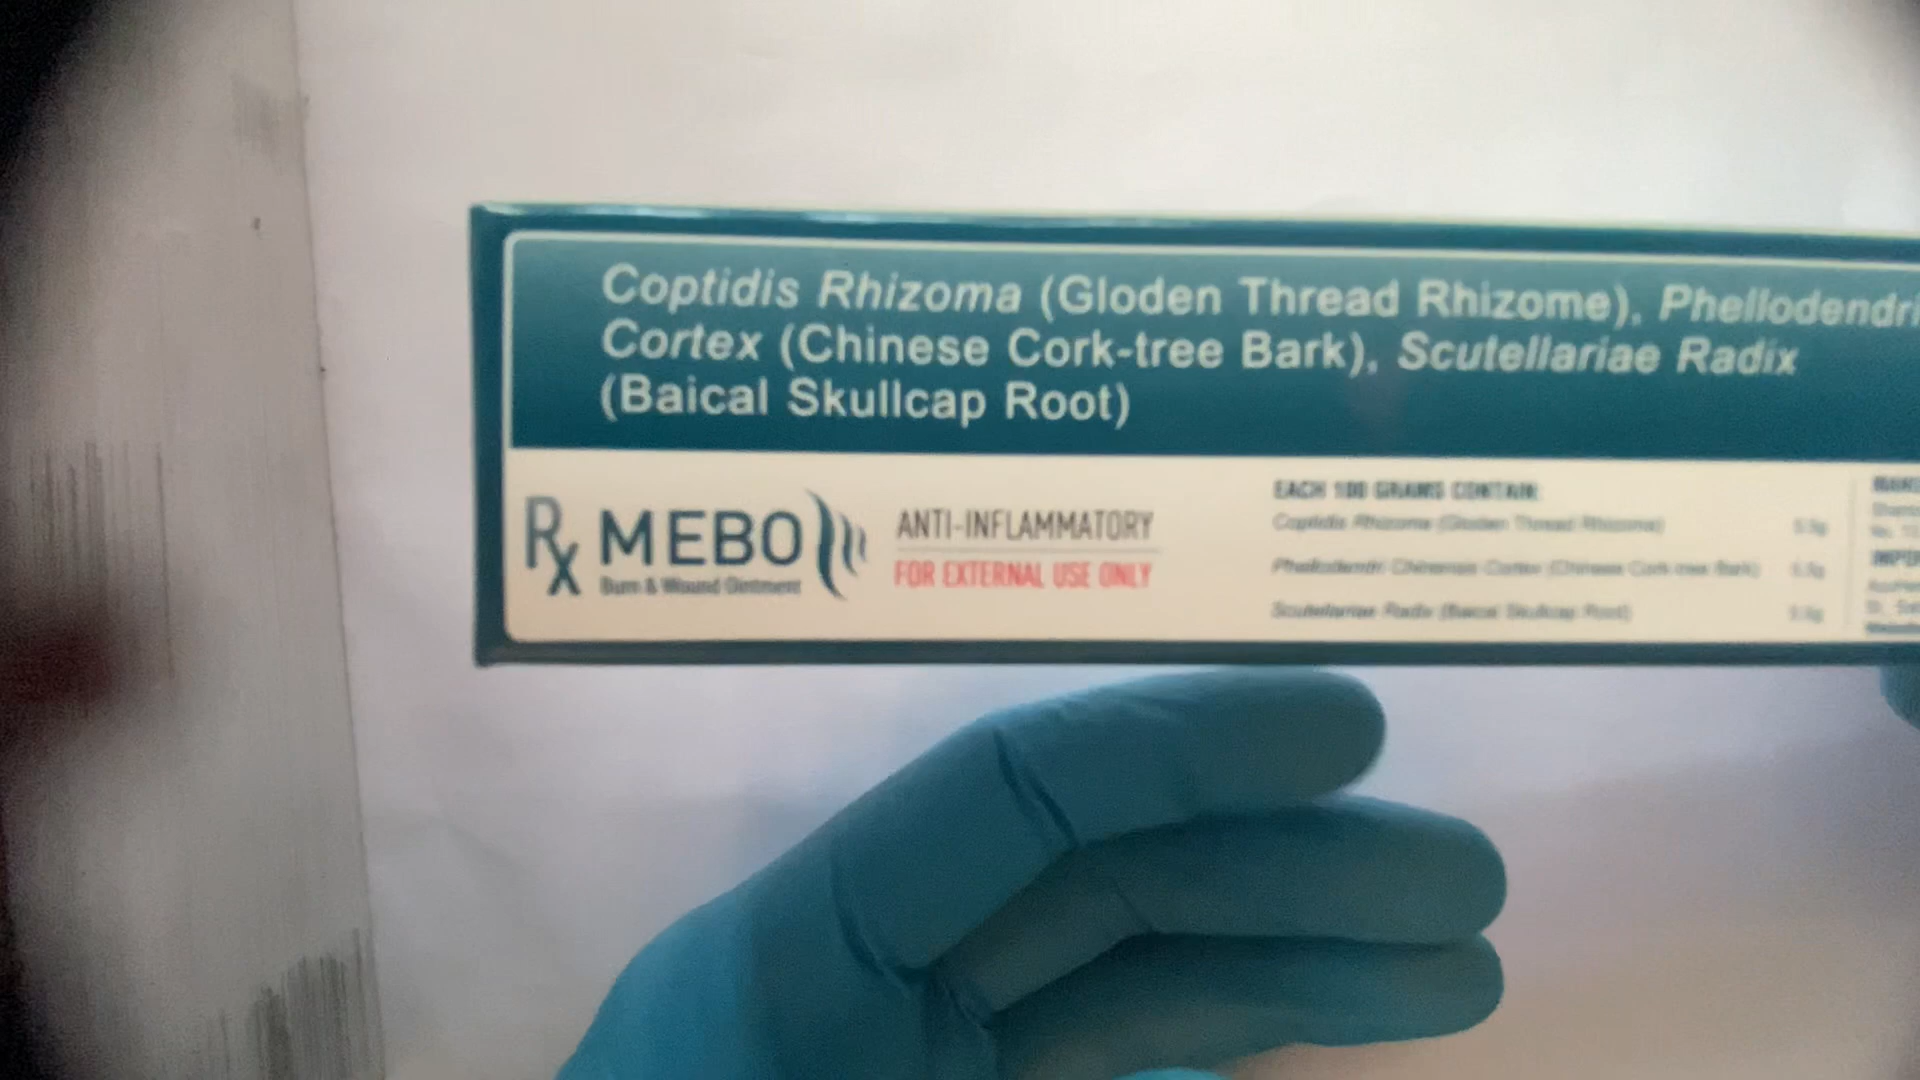 Coptidis Rhizoma (Gloden Thread Rhizome), Phellodendri
Cortex (Chinese Cork-tree Bark), Scutellariae Radix
(Baical Skullcap Root)
Rx MEBO
Burn & Wound Ointment
ANTI-INFLAMMATORY
FOR EXTERNAL USE ONLY
EACH 100 GRAMS CONTAIN:
Coptidis Rhizoma (Gloden Thread Rhizome)
Phellodendri Chinensis Cortex (Chinese Cork-tree Bark)
Scutellariae Radix (Baical Skullcap Root)